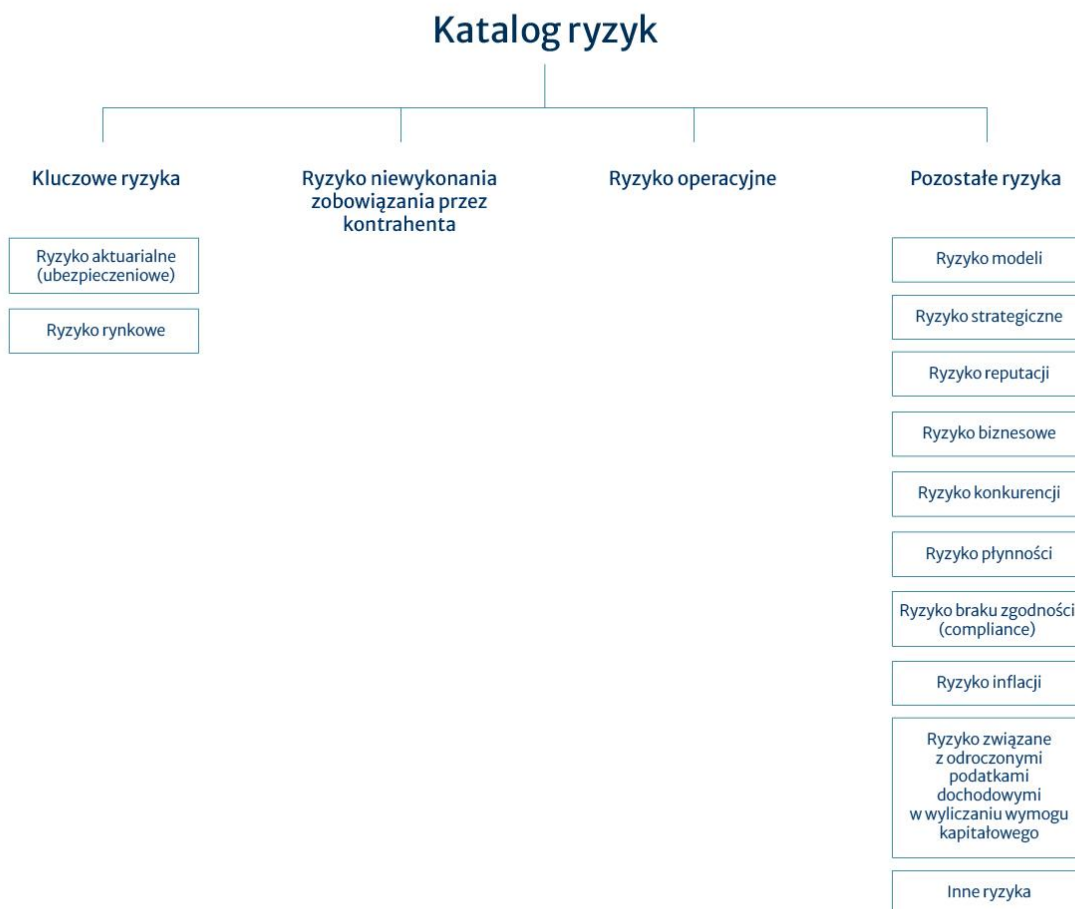 Katalog ryzyk
Kluczowe ryzyka
Ryzyko aktuarialne
(ubezpieczeniowe)
Ryzyko rynkowe
Ryzyko niewykonania
zobowiązania przez
kontrahenta
Ryzyko operacyjne
Pozostałe ryzyka
Ryzyko modeli
Ryzyko strategiczne
Ryzyko reputacji
Ryzyko biznesowe
Ryzyko konkurencji
Ryzyko płynności
Ryzyko braku zgodności
(compliance)
Ryzyko inflacji
Ryzyko związane
z odroczonymi
podatkami
dochodowymi
w wyliczaniu wymogu
kapitałowego
Inne ryzyka